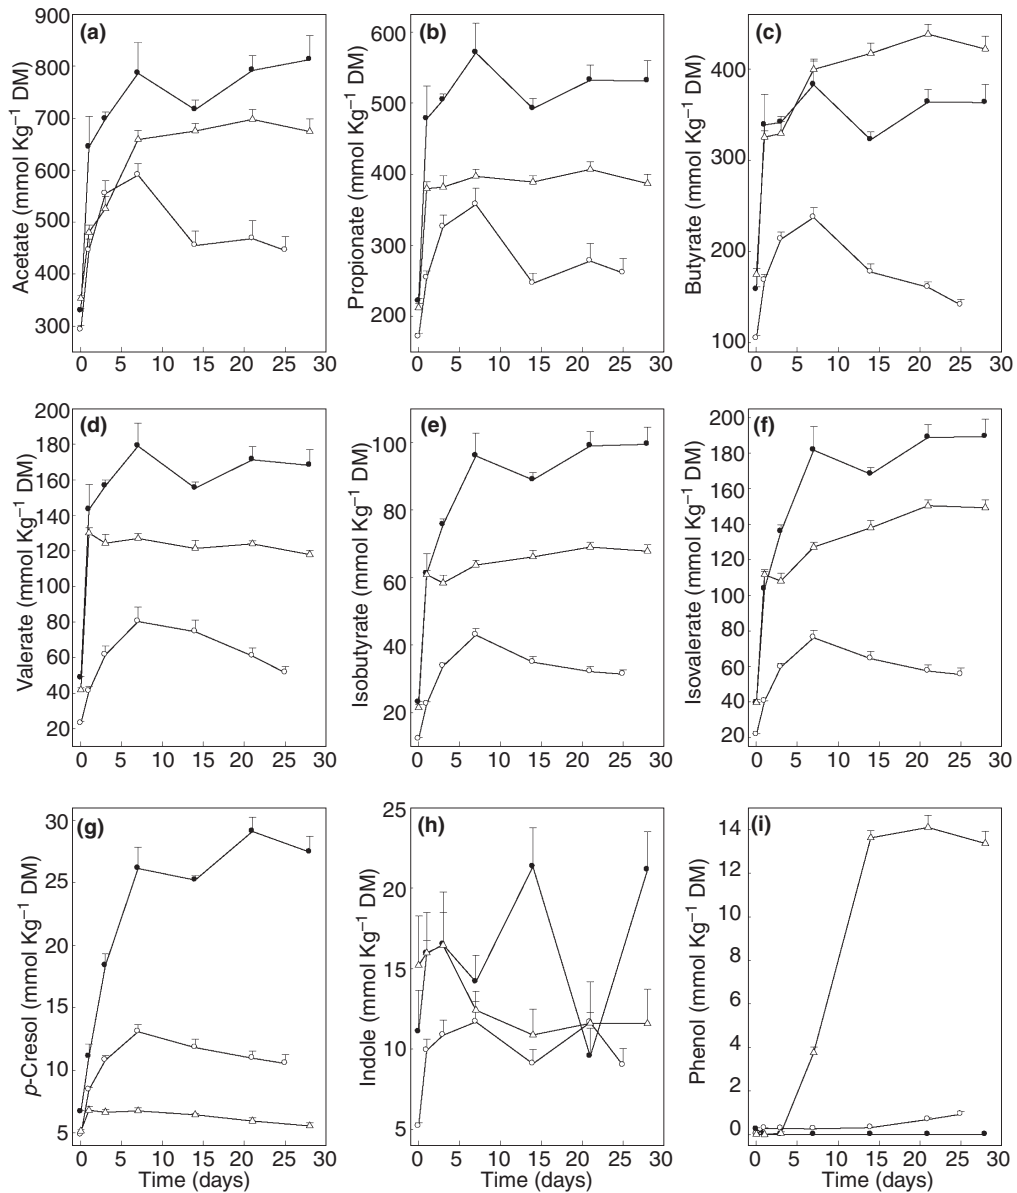 (a)
Acetate (mmol Kg⁻¹ DM)
900
800
700
600
500
400
300
0 5 10 15 20 25 30
(b)
Propionate (mmol Kg⁻¹ DM)
600
500
400
300
200
0 5 10 15 20 25 30
(c)
Butyrate (mmol Kg⁻¹ DM)
400
300
200
100
0 5 10 15 20 25 30
(d)
Valerate (mmol Kg⁻¹ DM)
200
180
160
140
120
100
80
60
40
20
0 5 10 15 20 25 30
(e)
Isobutyrate (mmol Kg⁻¹ DM)
100
80
60
40
20
0 5 10 15 20 25 30
(f)
Isovalerate (mmol Kg⁻¹ DM)
200
180
160
140
120
100
80
60
40
20
0 5 10 15 20 25 30
(g)
p-Cresol (mmol Kg⁻¹ DM)
30
25
20
15
10
5
0 5 10 15 20 25 30
Time (days)
(h)
Indole (mmol Kg⁻¹ DM)
25
20
15
10
5
0 5 10 15 20 25 30
Time (days)
(i)
Phenol (mmol Kg⁻¹ DM)
14
12
10
8
6
4
2
0
0 5 10 15 20 25 30
Time (days)